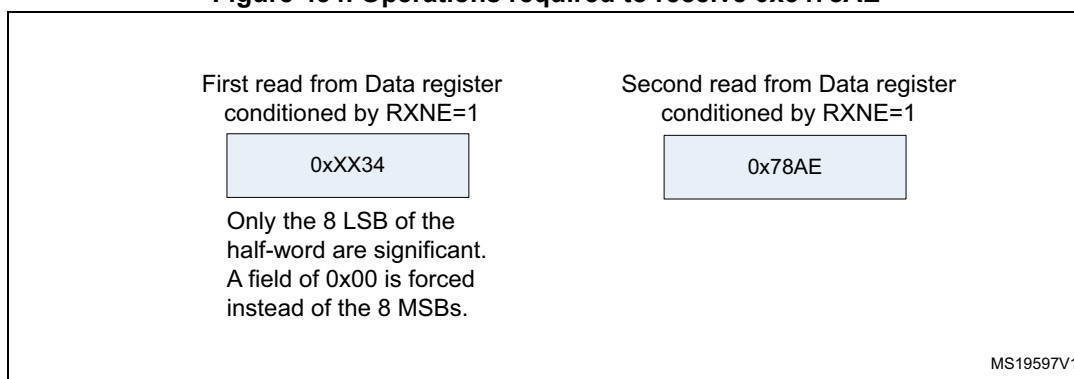 First read from Data register
conditioned by RXNE=1
0xXX34
Only the 8 LSB of the
half-word are significant.
A field of 0x00 is forced
instead of the 8 MSBs.
Second read from Data register
conditioned by RXNE=1
0x78AE
MS19597V1